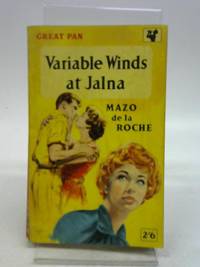 GREAT PAN
Variable Winds
at Jalna
MAZO
de la
ROCHE
2'6